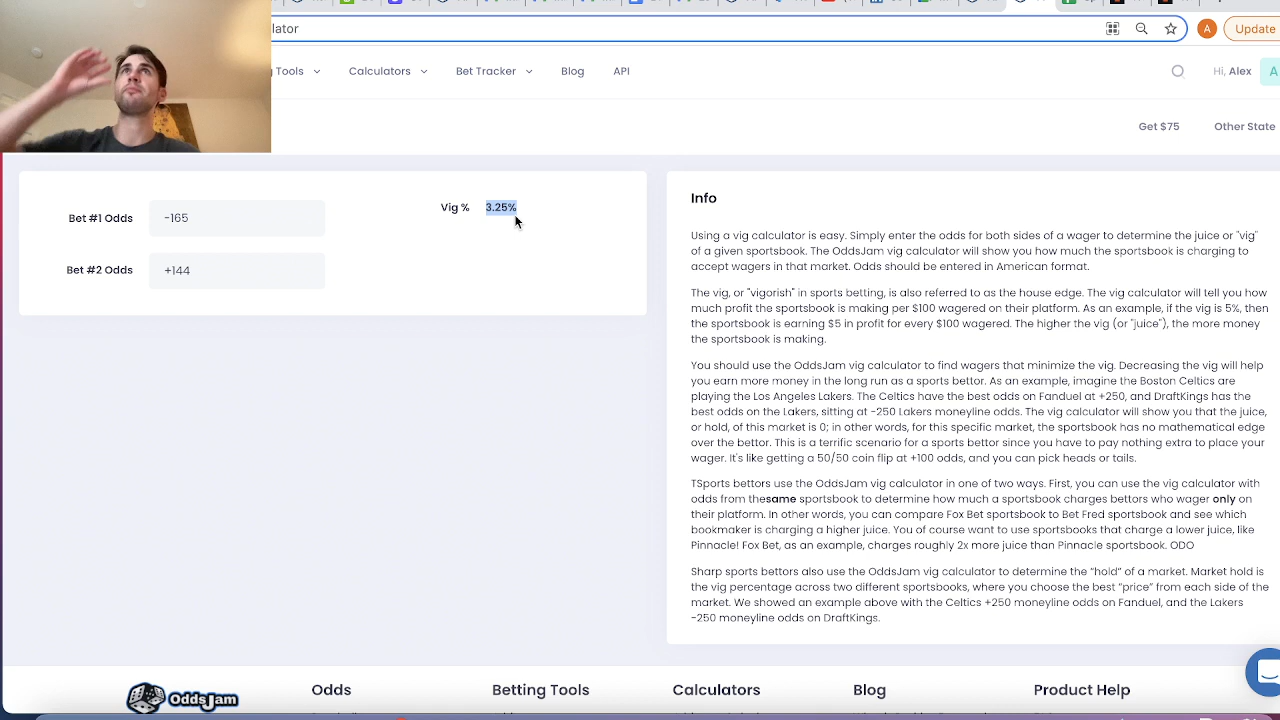 lator
Update
A
g Tools
Calculators
Bet Tracker
Blog
API
Hi, Alex
A
Get $75
Other State
Bet #1 Odds
-165
Vig %
3.25%
Bet #2 Odds
+144
Info
Using a vig calculator is easy. Simply enter the odds for both sides of a wager to determine the juice or "vig"
of a given sportsbook. The OddsJam vig calculator will show you how much the sportsbook is charging to
accept wagers in that market. Odds should be entered in American format.
The vig, or "vigorish" in sports betting, is also referred to as the house edge. The vig calculator will tell you how
much profit the sportsbook is making per $100 wagered on their platform. As an example, if the vig is 5%, then
the sportsbook is earning $5 in profit for every $100 wagered. The higher the vig (or "juice"), the more money
the sportsbook is making.
You should use the OddsJam vig calculator to find wagers that minimize the vig. Decreasing the vig will help
you earn more money in the long run as a sports bettor. As an example, imagine the Boston Celtics are
playing the Los Angeles Lakers. The Celtics have the best odds on Fanduel at +250, and DraftKings has the
best odds on the Lakers, sitting at -250 Lakers moneyline odds. The vig calculator will show you that the juice,
or hold, of this market is 0; in other words, for this specific market, the sportsbook has no mathematical edge
over the bettor. This is a terrific scenario for a sports bettor since you have to pay nothing extra to place your
wager. It's like getting a 50/50 coin flip at +100 odds, and you can pick heads or tails.
TSports bettors use the OddsJam vig calculator in one of two ways. First, you can use the vig calculator with
odds from thesame sportsbook to determine how much a sportsbook charges bettors who wager only on
their platform. In other words, you can compare Fox Bet sportsbook to Bet Fred sportsbook and see which
bookmaker is charging a higher juice. You of course want to use sportsbooks that charge a lower juice, like
Pinnacle! Fox Bet, as an example, charges roughly 2x more juice than Pinnacle sportsbook. ODO
Sharp sports bettors also use the OddsJam vig calculator to determine the “hold” of a market. Market hold is
the vig percentage across two different sportsbooks, where you choose the best “price” from each side of the
market. We showed an example above with the Celtics +250 moneyline odds on Fanduel, and the Lakers
-250 moneyline odds on DraftKings.
OddsJam
Odds
Betting Tools
Calculators
Blog
Product Help